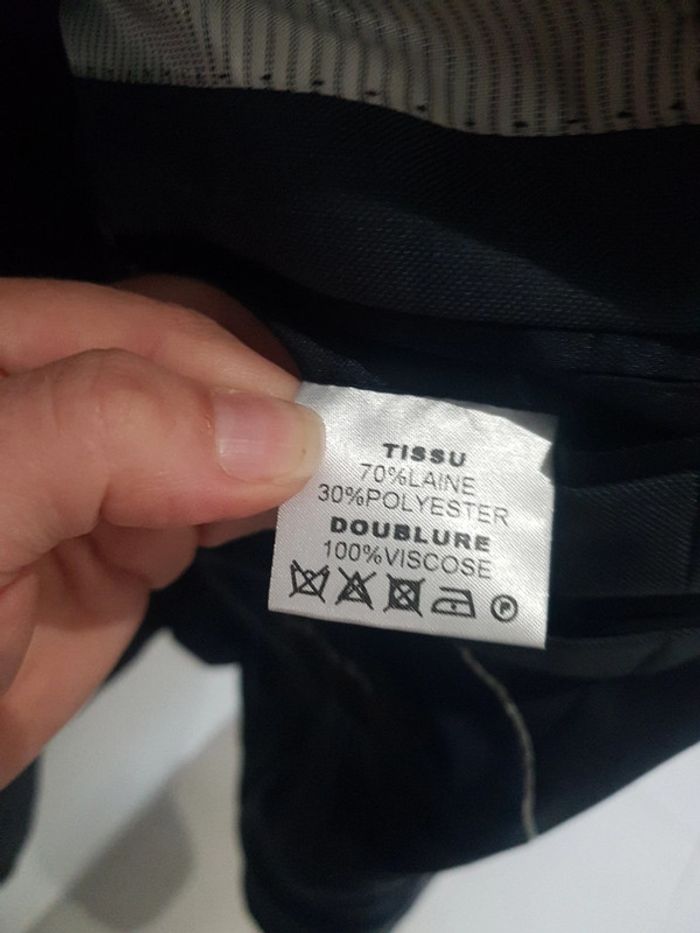 TISSU
70%LAINE
30%POLYESTER
DOUBLURE
100%VISCOSE
P